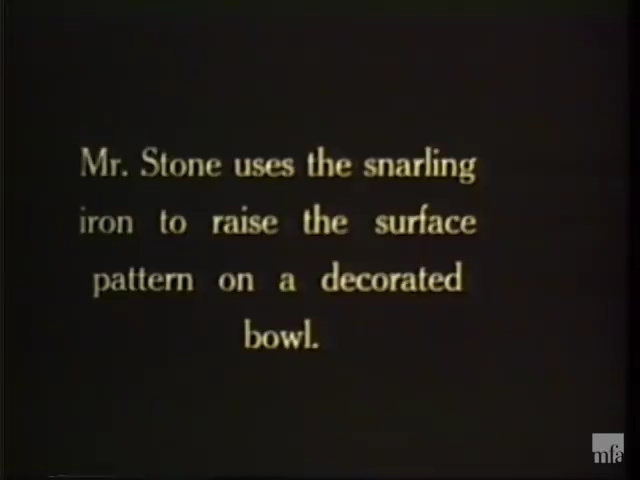 Mr. Stone uses the snarling
iron to raise the surface
pattern on a decorated
bowl.
mfa